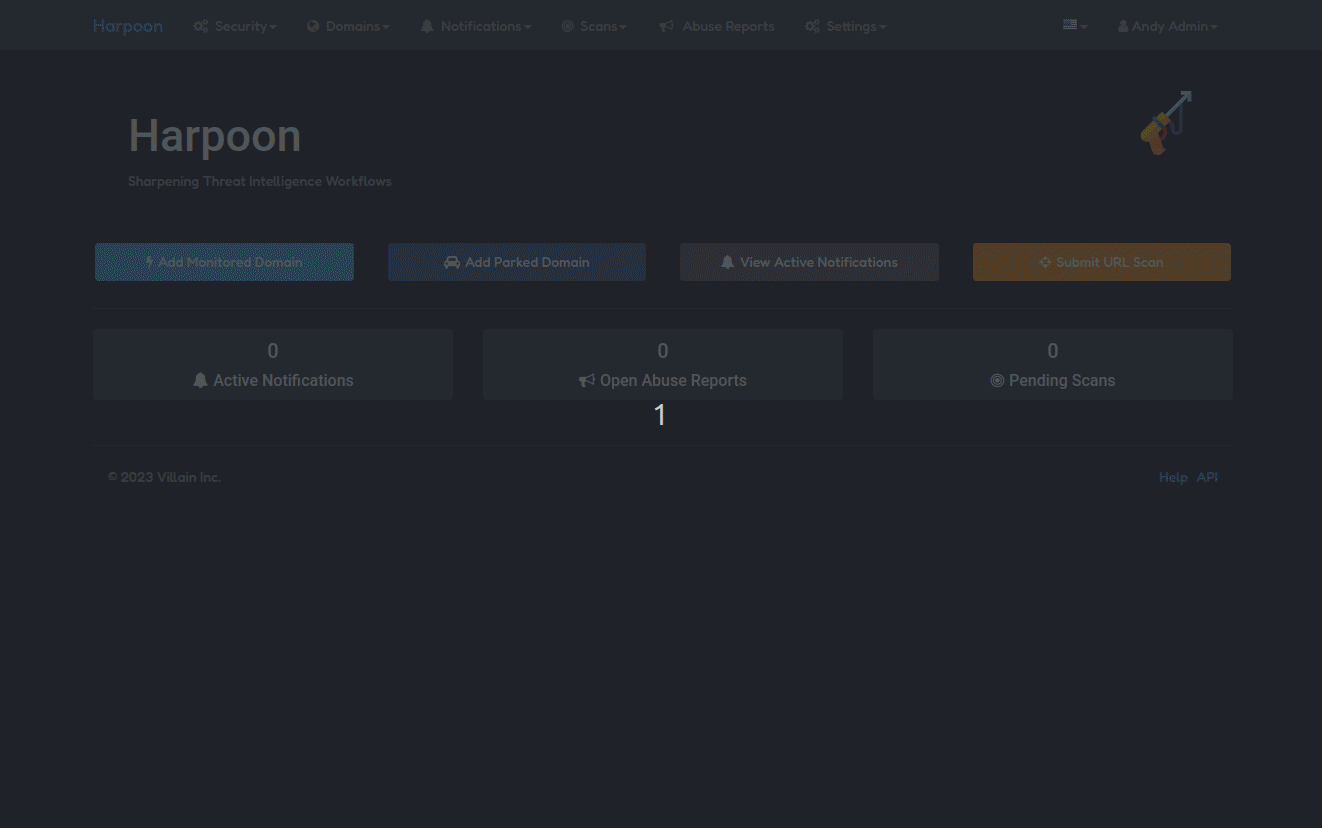 Harpoon Security Domains Notifications Scans Abuse Reports Settings Andy Admin
Harpoon
Sharpening Threat Intelligence Workflows
Add Monitored Domain Add Parked Domain View Active Notifications Submit URL Scan
0 0 0
Active Notifications Open Abuse Reports Pending Scans
1
© 2023 Villain Inc. Help API